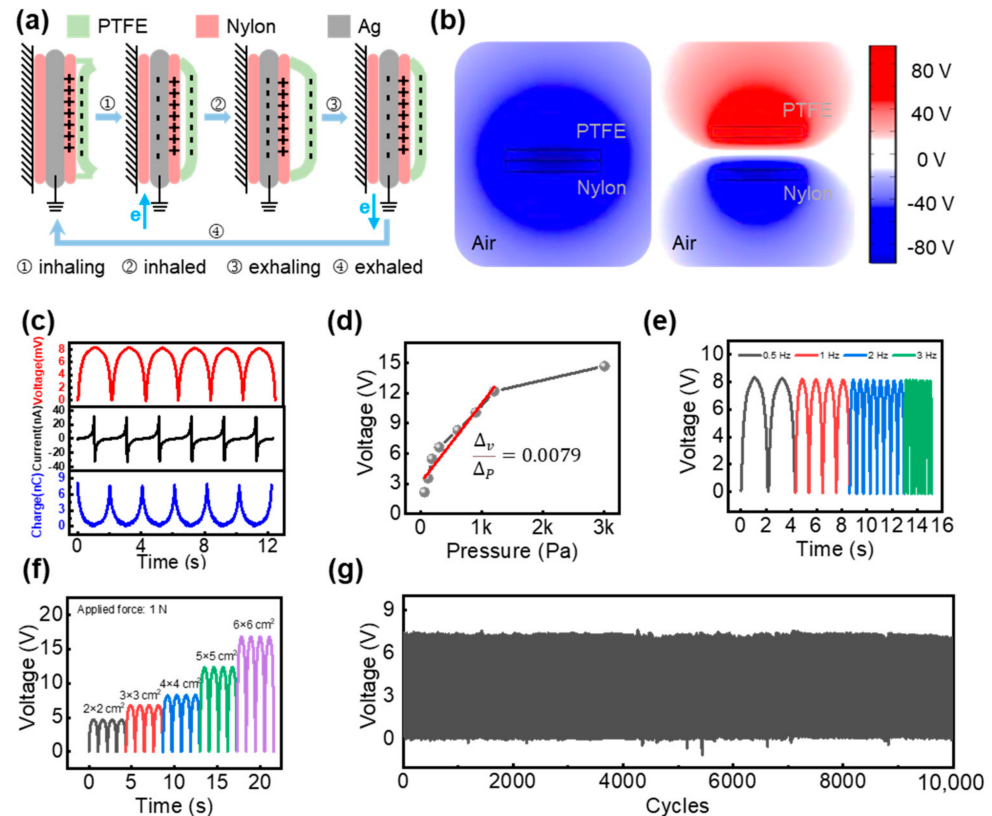 (a)
PTFE Nylon Ag
① ② ③
e e
④
① inhaling ② inhaled ③ exhaling ④ exhaled
(b)
PTFE
Nylon
Air
PTFE
Nylon
Air
80 V
40 V
0 V
-40 V
-80 V
(c)
Voltage(mV)
8
6
4
2
0
Current(nA)
40
20
0
-20
-40
Charge(nC)
9
6
3
0
0 4 8 12
Time (s)
(d)
Voltage (V)
15
12
9
6
3
0
Δv/ΔP = 0.0079
0 1k 2k 3k
Pressure (Pa)
(e)
0.5 Hz 1 Hz 2 Hz 3 Hz
Voltage (V)
10
8
6
4
2
0
0 2 4 6 8 10 12 14 16
Time (s)
(f)
Applied force: 1 N
Voltage (V)
20
15
10
5
0
2×2 cm²
3×3 cm²
4×4 cm²
5×5 cm²
6×6 cm²
0 5 10 15 20
Time (s)
(g)
Voltage (V)
9
6
3
0
0 2000 4000 6000 8000 10,000
Cycles